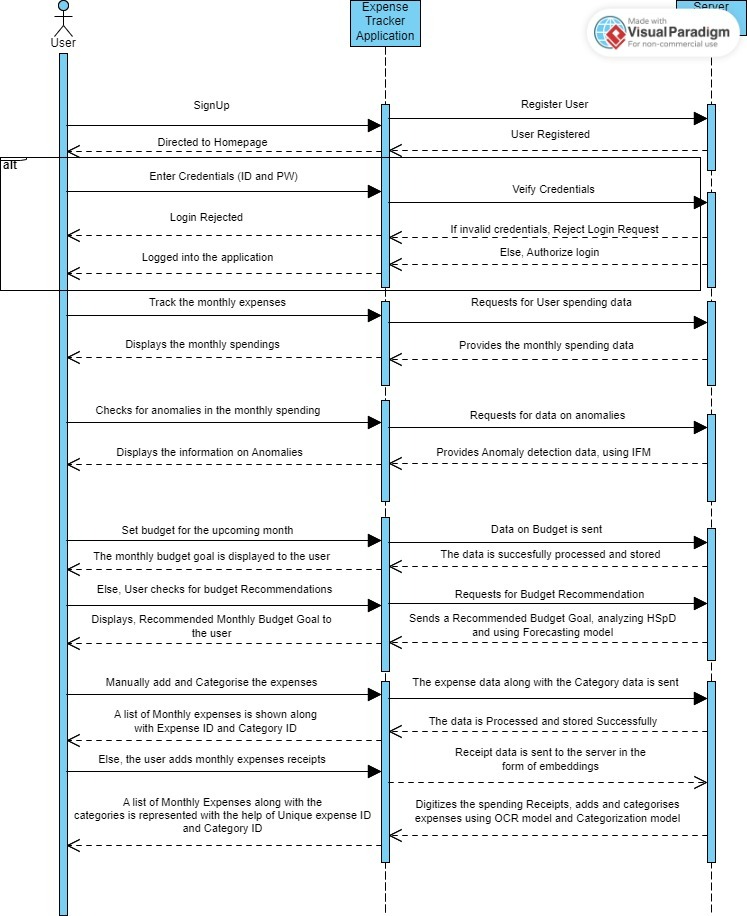 Expense
Tracker
Application
Server
Made with
Visual Paradigm
For non-commercial use
User
SignUp
Register User
Directed to Homepage
User Registered
alt
Enter Credentials (ID and PW)
Veify Credentials
Login Rejected
If invalid credentials, Reject Login Request
Logged into the application
Else, Authorize login
Track the monthly expenses
Requests for User spending data
Displays the monthly spendings
Provides the monthly spending data
Checks for anomalies in the monthly spending
Requests for data on anomalies
Displays the information on Anomalies
Provides Anomaly detection data, using IFM
Set budget for the upcoming month
Data on Budget is sent
The monthly budget goal is displayed to the user
The data is succesfully processed and stored
Else, User checks for budget Recommendations
Requests for Budget Recommendation
Displays, Recommended Monthly Budget Goal to
the user
Sends a Recommended Budget Goal, analyzing HSpD
and using Forecasting model
Manually add and Categorise the expenses
The expense data along with the Category data is sent
A list of Monthly expenses is shown along
with Expense ID and Category ID
The data is Processed and stored Successfully
Else, the user adds monthly expenses receipts
Receipt data is sent to the server in the
form of embeddings
A list of Monthly Expenses along with the
categories is represented with the help of Unique expense ID
and Category ID
Digitizes the spending Receipts, adds and categorises
expenses using OCR model and Categorization model